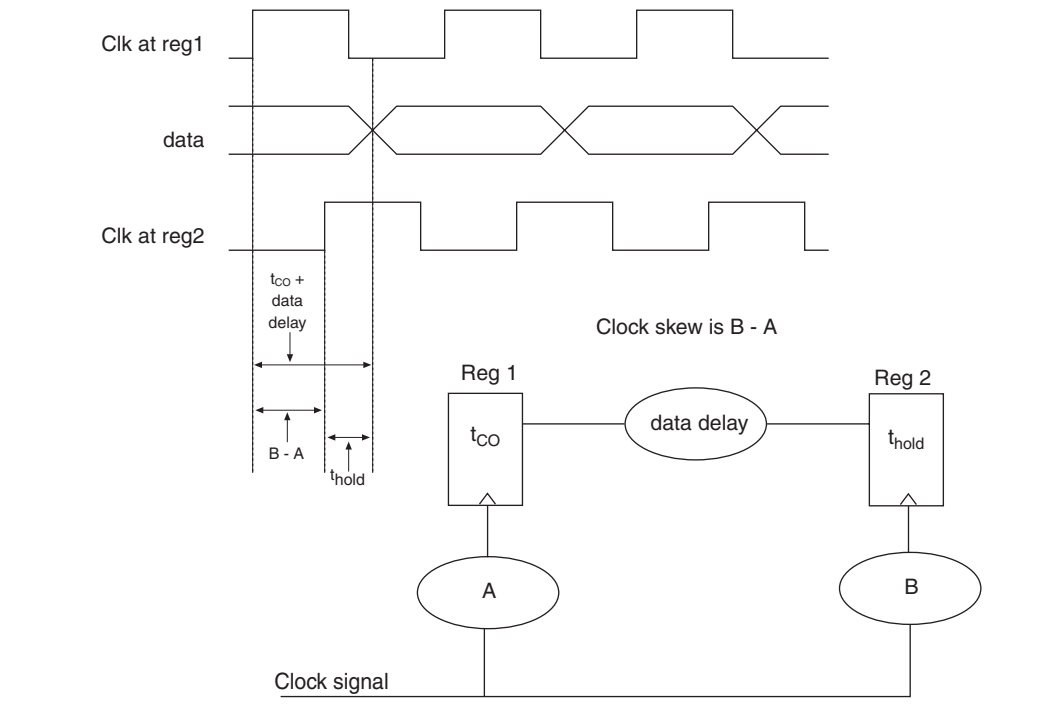 Clk at reg1
data
Clk at reg2
tCO +
data
delay
B - A
thold
Clock skew is B - A
Reg 1
Reg 2
tCO
data delay
thold
A
B
Clock signal